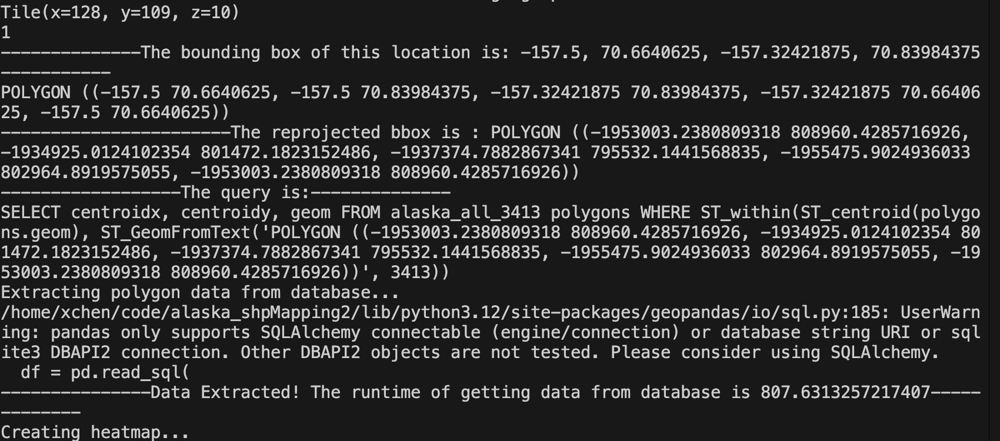 Tile(x=128, y=109, z=10)
1
--------------The bounding box of this location is: -157.5, 70.6640625, -157.32421875, 70.83984375
-----------
POLYGON ((-157.5 70.6640625, -157.5 70.83984375, -157.32421875 70.83984375, -157.32421875 70.66406
25, -157.5 70.6640625))
-----------------------The reprojected bbox is : POLYGON ((-1953003.2380809318 808960.4285716926,
-1934925.0124102354 801472.1823152486, -1937374.7882867341 795532.1441568835, -1955475.9024936033
802964.8919575055, -1953003.2380809318 808960.4285716926))
------------------The query is:--------------
SELECT centroidx, centroidy, geom FROM alaska_all_3413 polygons WHERE ST_within(ST_centroid(polygo
ns.geom), ST_GeomFromText('POLYGON ((-1953003.2380809318 808960.4285716926, -1934925.0124102354 80
1472.1823152486, -1937374.7882867341 795532.1441568835, -1955475.9024936033 802964.8919575055, -19
53003.2380809318 808960.4285716926))', 3413))
Extracting polygon data from database...
/home/xchen/code/alaska_shpMapping2/lib/python3.12/site-packages/geopandas/io/sql.py:185: UserWarn
ing: pandas only supports SQLAlchemy connectable (engine/connection) or database string URI or sql
ite3 DBAPI2 connection. Other DBAPI2 objects are not tested. Please consider using SQLAlchemy.
  df = pd.read_sql(
---------------Data Extracted! The runtime of getting data from database is 807.6313257217407-----
--------
Creating heatmap...